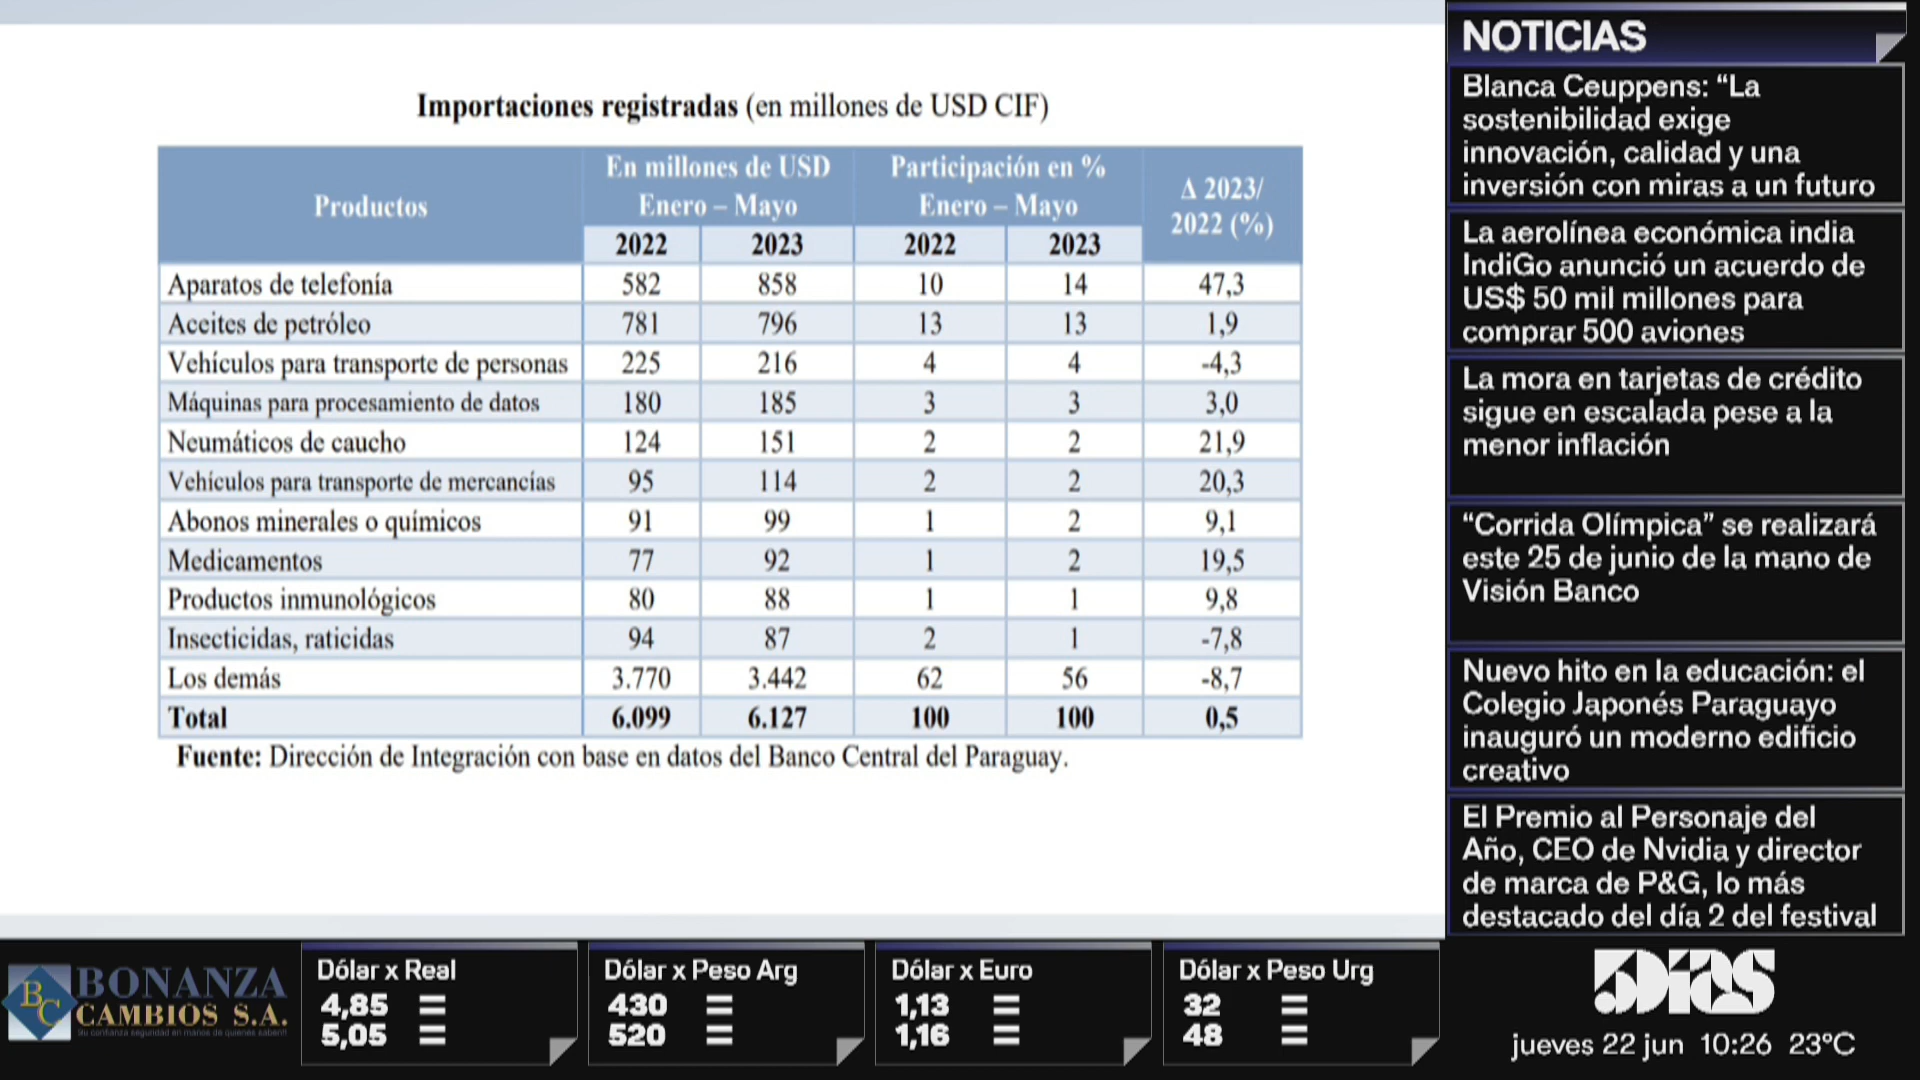 Importaciones registradas (en millones de USD CIF)
Productos En millones de USD Enero – Mayo Participación en % Enero – Mayo Δ 2023/ 2022 (%)
2022 2023 2022 2023
Aparatos de telefonía 582 858 10 14 47,3
Aceites de petróleo 781 796 13 13 1,9
Vehículos para transporte de personas 225 216 4 4 -4,3
Máquinas para procesamiento de datos 180 185 3 3 3,0
Neumáticos de caucho 124 151 2 2 21,9
Vehículos para transporte de mercancías 95 114 2 2 20,3
Abonos minerales o químicos 91 99 1 2 9,1
Medicamentos 77 92 1 2 19,5
Productos inmunológicos 80 88 1 1 9,8
Insecticidas, raticidas 94 87 2 1 -7,8
Los demás 3.770 3.442 62 56 -8,7
Total 6.099 6.127 100 100 0,5
Fuente: Dirección de Integración con base en datos del Banco Central del Paraguay.
NOTICIAS
Blanca Ceuppens: “La
sostenibilidad exige
innovación, calidad y una
inversión con miras a un futuro
La aerolínea económica india
IndiGo anunció un acuerdo de
US$ 50 mil millones para
comprar 500 aviones
La mora en tarjetas de crédito
sigue en escalada pese a la
menor inflación
“Corrida Olímpica” se realizará
este 25 de junio de la mano de
Visión Banco
Nuevo hito en la educación: el
Colegio Japonés Paraguayo
inauguró un moderno edificio
creativo
El Premio al Personaje del
Año, CEO de Nvidia y director
de marca de P&G, lo más
destacado del día 2 del festival
BC BONANZA
CAMBIOS S.A.
Su confianza seguridad en manos de quienes saben!!
Dólar x Real
4,85
5,05
Dólar x Peso Arg
430
520
Dólar x Euro
1,13
1,16
Dólar x Peso Urg
32
48
5Días
jueves 22 jun 10:26 23°C